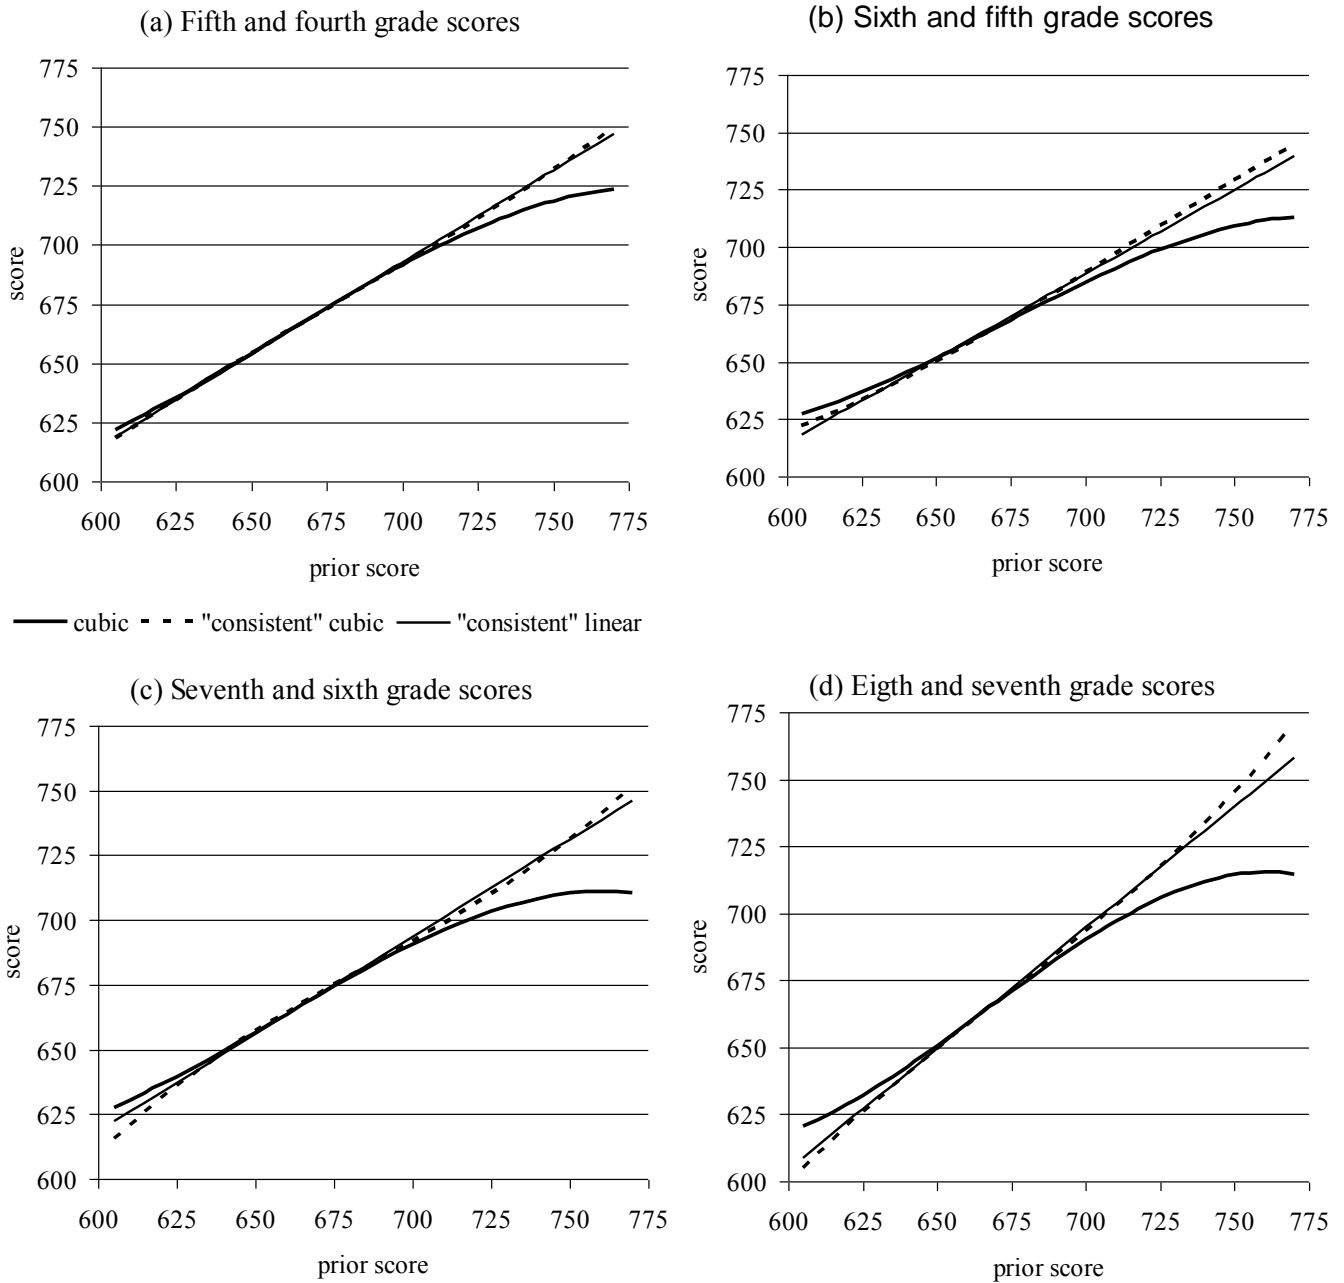 (a) Fifth and fourth grade scores
775
750
725
700
675
650
625
600
score
600 625 650 675 700 725 750 775
prior score
(b) Sixth and fifth grade scores
775
750
725
700
675
650
625
600
score
600 625 650 675 700 725 750 775
prior score
cubic "consistent" cubic "consistent" linear
(c) Seventh and sixth grade scores
775
750
725
700
675
650
625
600
score
600 625 650 675 700 725 750 775
prior score
(d) Eigth and seventh grade scores
775
750
725
700
675
650
625
600
score
600 625 650 675 700 725 750 775
prior score